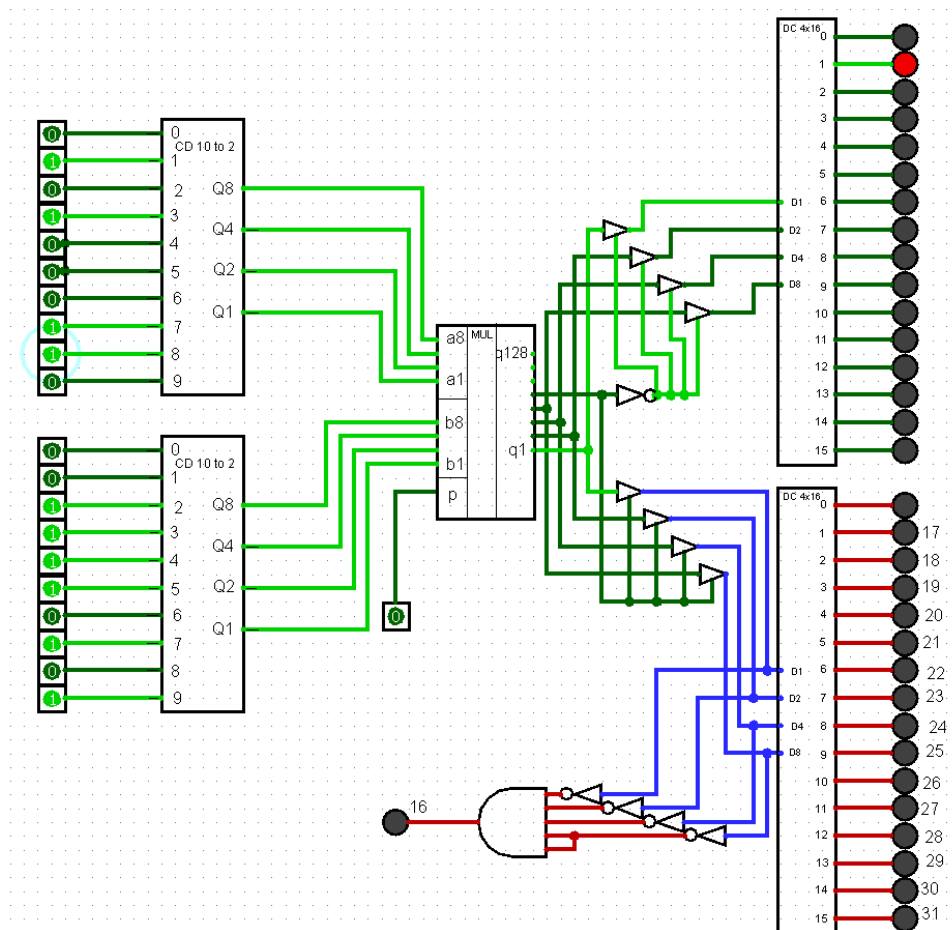 0 0
CD 10 to 2
1 1
0 2 Q8
1 3
0 4 Q4
0 5 Q2
0 6
1 7 Q1
1 8
0 9
0 0
CD 10 to 2
0 1
1 2 Q8
1 3
1 4 Q4
1 5 Q2
0 6
1 7 Q1
0 8
1 9
MUL
a8
q128
a1
b8
q1
b1
p
0
DC 4x16
0
1
2
3
4
5
D1 6
D2 7
D4 8
D8 9
10
11
12
13
14
15
DC 4x16
0
1 17
2 18
3 19
4 20
5 21
D1 6 22
D2 7 23
D4 8 24
D8 9 25
10 26
11 27
12 28
13 29
14 30
15 31
16